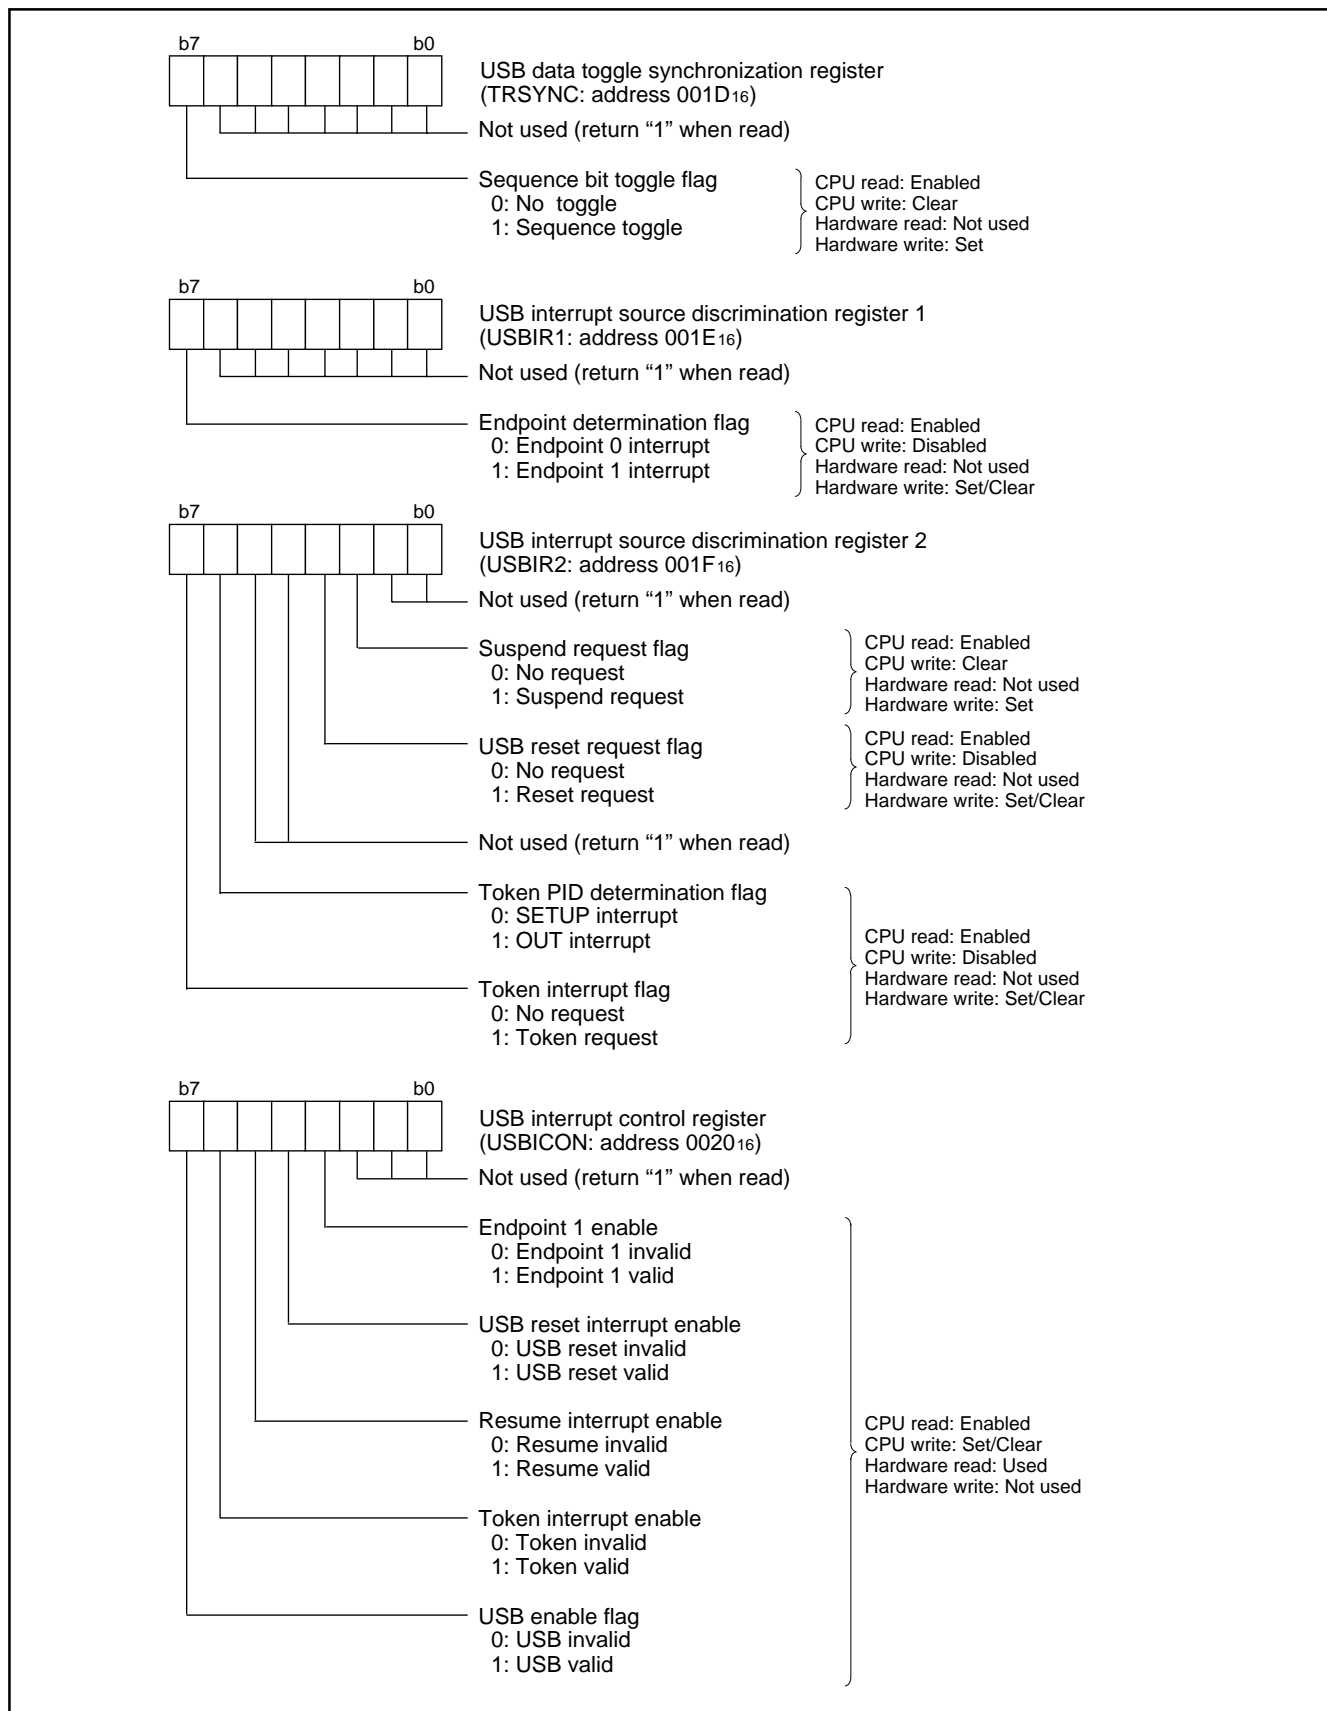 b7 b0
USB data toggle synchronization register
(TRSYNC: address 001D16)
Not used (return “1” when read)
Sequence bit toggle flag
0: No toggle
1: Sequence toggle
CPU read: Enabled
CPU write: Clear
Hardware read: Not used
Hardware write: Set
b7 b0
USB interrupt source discrimination register 1
(USBIR1: address 001E16)
Not used (return “1” when read)
Endpoint determination flag
0: Endpoint 0 interrupt
1: Endpoint 1 interrupt
CPU read: Enabled
CPU write: Disabled
Hardware read: Not used
Hardware write: Set/Clear
b7 b0
USB interrupt source discrimination register 2
(USBIR2: address 001F16)
Not used (return “1” when read)
Suspend request flag
0: No request
1: Suspend request
CPU read: Enabled
CPU write: Clear
Hardware read: Not used
Hardware write: Set
USB reset request flag
0: No request
1: Reset request
CPU read: Enabled
CPU write: Disabled
Hardware read: Not used
Hardware write: Set/Clear
Not used (return “1” when read)
Token PID determination flag
0: SETUP interrupt
1: OUT interrupt
Token interrupt flag
0: No request
1: Token request
CPU read: Enabled
CPU write: Disabled
Hardware read: Not used
Hardware write: Set/Clear
b7 b0
USB interrupt control register
(USBICON: address 002016)
Not used (return “1” when read)
Endpoint 1 enable
0: Endpoint 1 invalid
1: Endpoint 1 valid
USB reset interrupt enable
0: USB reset invalid
1: USB reset valid
Resume interrupt enable
0: Resume invalid
1: Resume valid
Token interrupt enable
0: Token invalid
1: Token valid
USB enable flag
0: USB invalid
1: USB valid
CPU read: Enabled
CPU write: Set/Clear
Hardware read: Used
Hardware write: Not used